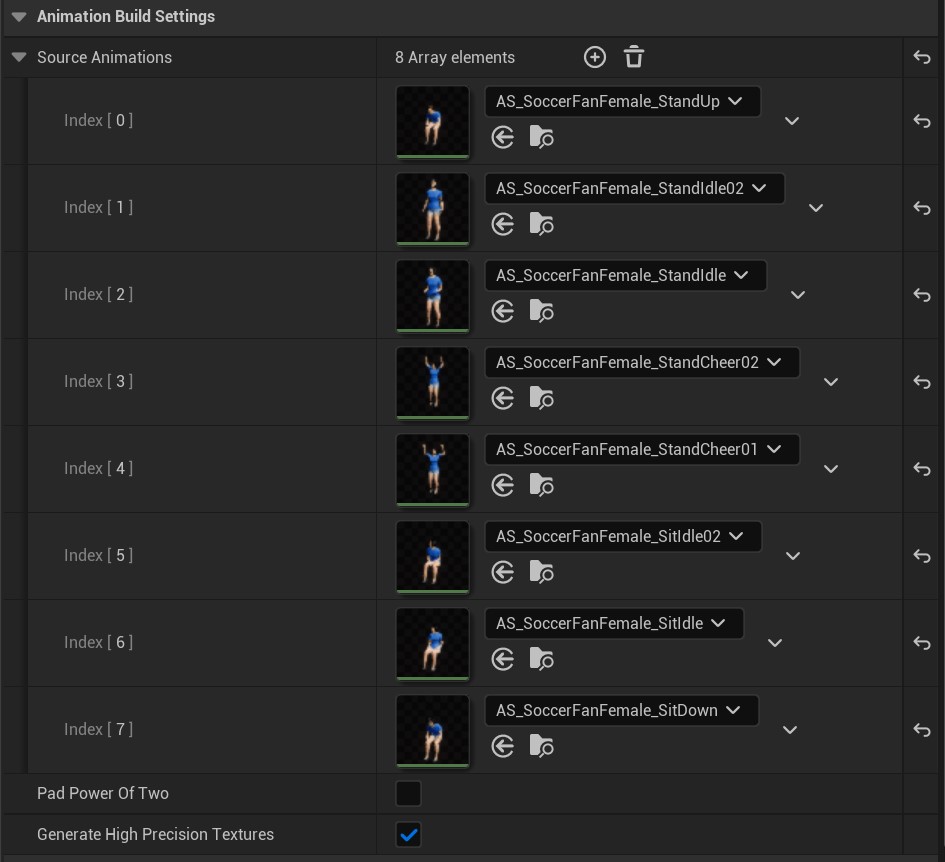 Animation Build Settings
Source Animations 8 Array elements
Index [ 0 ] AS_SoccerFanFemale_StandUp
Index [ 1 ] AS_SoccerFanFemale_StandIdle02
Index [ 2 ] AS_SoccerFanFemale_StandIdle
Index [ 3 ] AS_SoccerFanFemale_StandCheer02
Index [ 4 ] AS_SoccerFanFemale_StandCheer01
Index [ 5 ] AS_SoccerFanFemale_SitIdle02
Index [ 6 ] AS_SoccerFanFemale_SitIdle
Index [ 7 ] AS_SoccerFanFemale_SitDown
Pad Power Of Two
Generate High Precision Textures